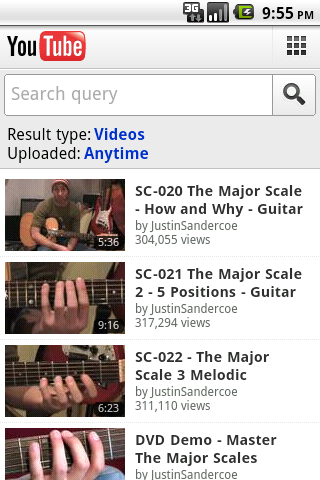 3G 9:55 PM
YouTube
Search query
Result type: Videos
Uploaded: Anytime
SC-020 The Major Scale
- How and Why - Guitar
by JustinSandercoe
304,055 views
5:36
SC-021 The Major Scale
2 - 5 Positions - Guitar
by JustinSandercoe
317,294 views
9:16
SC-022 - The Major
Scale 3 Melodic
by JustinSandercoe
311,110 views
6:23
DVD Demo - Master
The Major Scales
by JustinSandercoe